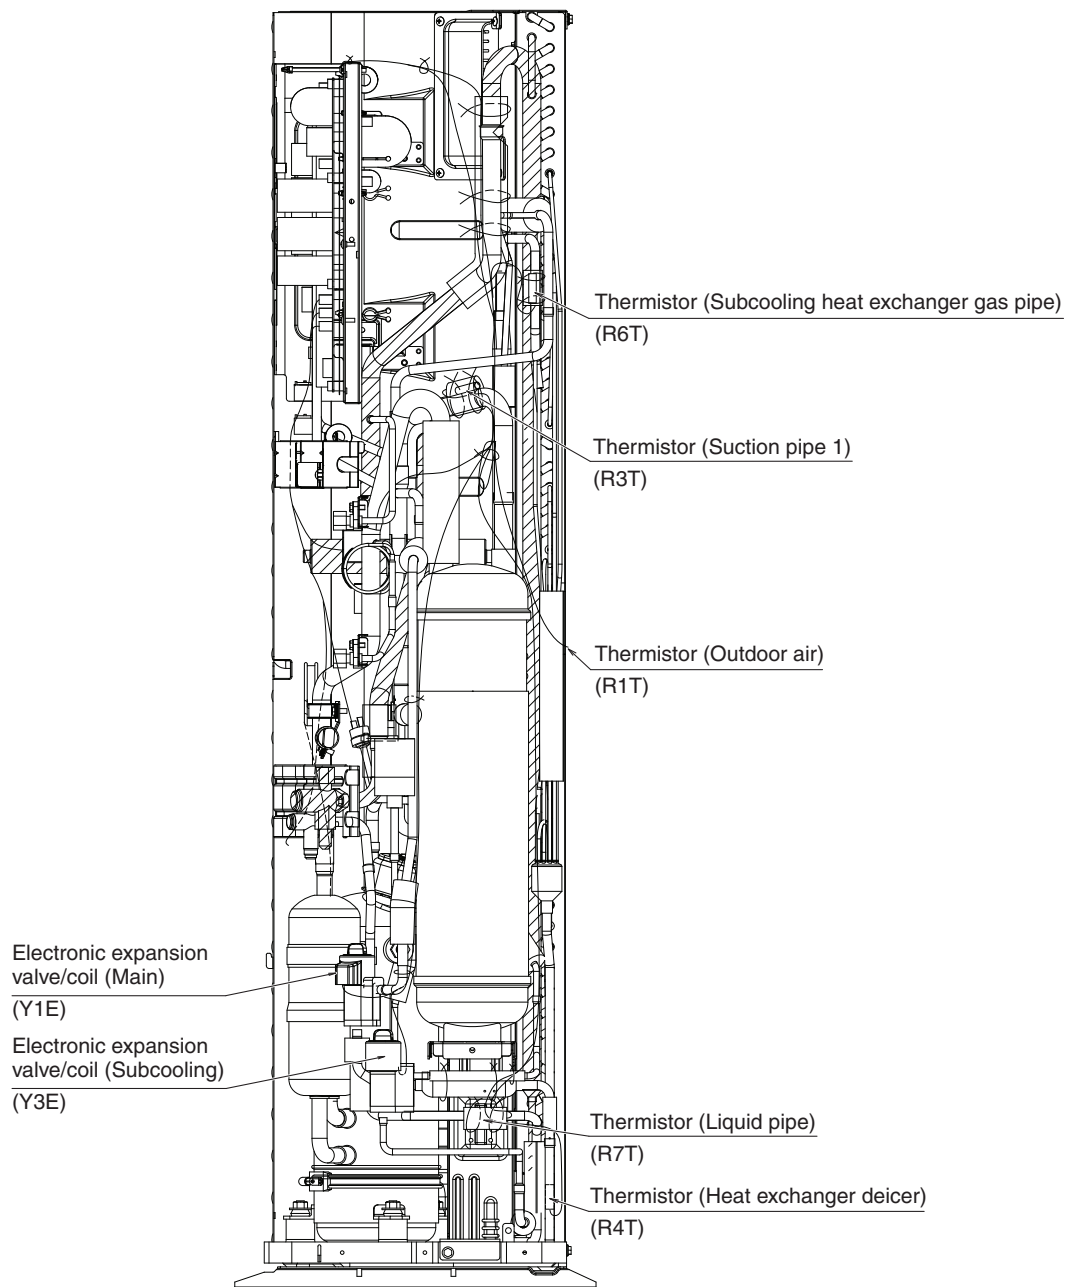 Thermistor (Subcooling heat exchanger gas pipe)
(R6T)
Thermistor (Suction pipe 1)
(R3T)
Thermistor (Outdoor air)
(R1T)
Electronic expansion
valve/coil (Main)
(Y1E)
Electronic expansion
valve/coil (Subcooling)
(Y3E)
Thermistor (Liquid pipe)
(R7T)
Thermistor (Heat exchanger deicer)
(R4T)